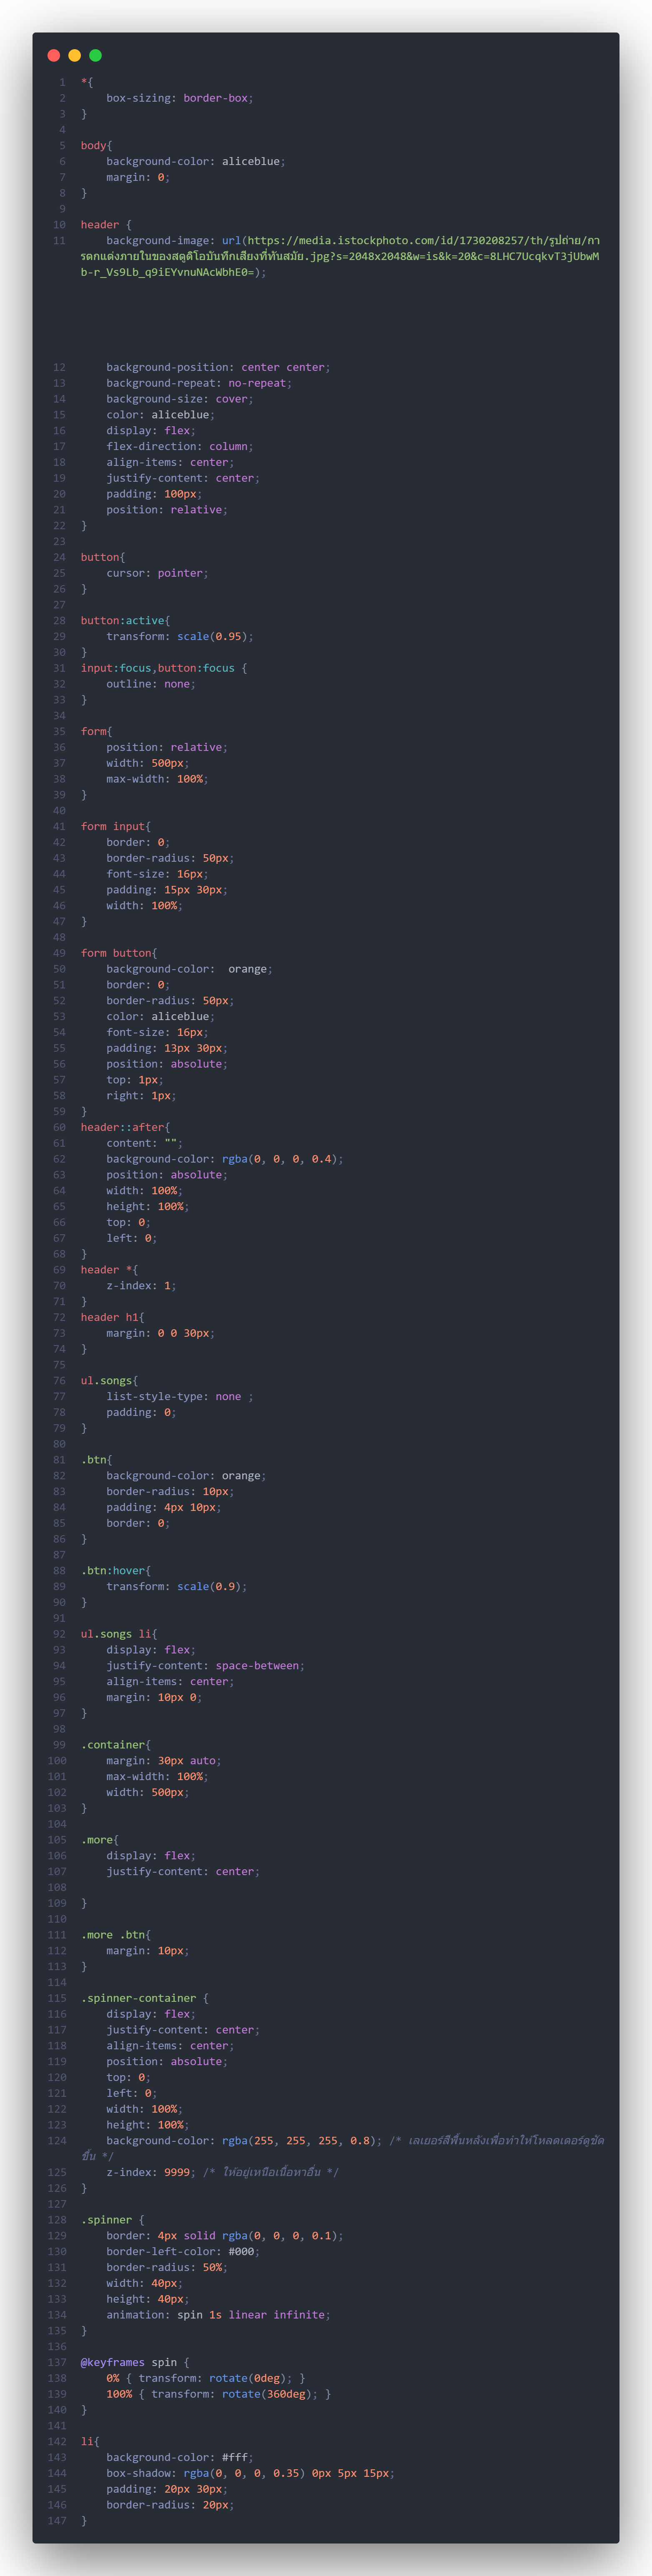 1 *{
2     box-sizing: border-box;
3 }
4
5 body{
6     background-color: aliceblue;
7     margin: 0;
8 }
9
10 header {
11     background-image: url(https://media.istockphoto.com/id/1730208257/th/รูปถ่าย/กา
รตกแต่งภายในของสตูดิโอบันทึกเสียงที่ทันสมัย.jpg?s=2048x2048&w=is&k=20&c=8LHC7UcqkvT3jUbwM
b-r_Vs9Lb_q9iEYvnuNAcWbhE0=);
12     background-position: center center;
13     background-repeat: no-repeat;
14     background-size: cover;
15     color: aliceblue;
16     display: flex;
17     flex-direction: column;
18     align-items: center;
19     justify-content: center;
20     padding: 100px;
21     position: relative;
22 }
23
24 button{
25     cursor: pointer;
26 }
27
28 button:active{
29     transform: scale(0.95);
30 }
31 input:focus,button:focus {
32     outline: none;
33 }
34
35 form{
36     position: relative;
37     width: 500px;
38     max-width: 100%;
39 }
40
41 form input{
42     border: 0;
43     border-radius: 50px;
44     font-size: 16px;
45     padding: 15px 30px;
46     width: 100%;
47 }
48
49 form button{
50     background-color:  orange;
51     border: 0;
52     border-radius: 50px;
53     color: aliceblue;
54     font-size: 16px;
55     padding: 13px 30px;
56     position: absolute;
57     top: 1px;
58     right: 1px;
59 }
60 header::after{
61     content: "";
62     background-color: rgba(0, 0, 0, 0.4);
63     position: absolute;
64     width: 100%;
65     height: 100%;
66     top: 0;
67     left: 0;
68 }
69 header *{
70     z-index: 1;
71 }
72 header h1{
73     margin: 0 0 30px;
74 }
75
76 ul.songs{
77     list-style-type: none ;
78     padding: 0;
79 }
80
81 .btn{
82     background-color: orange;
83     border-radius: 10px;
84     padding: 4px 10px;
85     border: 0;
86 }
87
88 .btn:hover{
89     transform: scale(0.9);
90 }
91
92 ul.songs li{
93     display: flex;
94     justify-content: space-between;
95     align-items: center;
96     margin: 10px 0;
97 }
98
99 .container{
100     margin: 30px auto;
101     max-width: 100%;
102     width: 500px;
103 }
104
105 .more{
106     display: flex;
107     justify-content: center;
108
109 }
110
111 .more .btn{
112     margin: 10px;
113 }
114
115 .spinner-container {
116     display: flex;
117     justify-content: center;
118     align-items: center;
119     position: absolute;
120     top: 0;
121     left: 0;
122     width: 100%;
123     height: 100%;
124     background-color: rgba(255, 255, 255, 0.8); /* เลเยอร์สีพื้นหลังเพื่อทำให้โหลดเดอร์ดูชัด
ขึ้น */
125     z-index: 9999; /* ให้อยู่เหนือเนื้อหาอื่น */
126 }
127
128 .spinner {
129     border: 4px solid rgba(0, 0, 0, 0.1);
130     border-left-color: #000;
131     border-radius: 50%;
132     width: 40px;
133     height: 40px;
134     animation: spin 1s linear infinite;
135 }
136
137 @keyframes spin {
138     0% { transform: rotate(0deg); }
139     100% { transform: rotate(360deg); }
140 }
141
142 li{
143     background-color: #fff;
144     box-shadow: rgba(0, 0, 0, 0.35) 0px 5px 15px;
145     padding: 20px 30px;
146     border-radius: 20px;
147 }